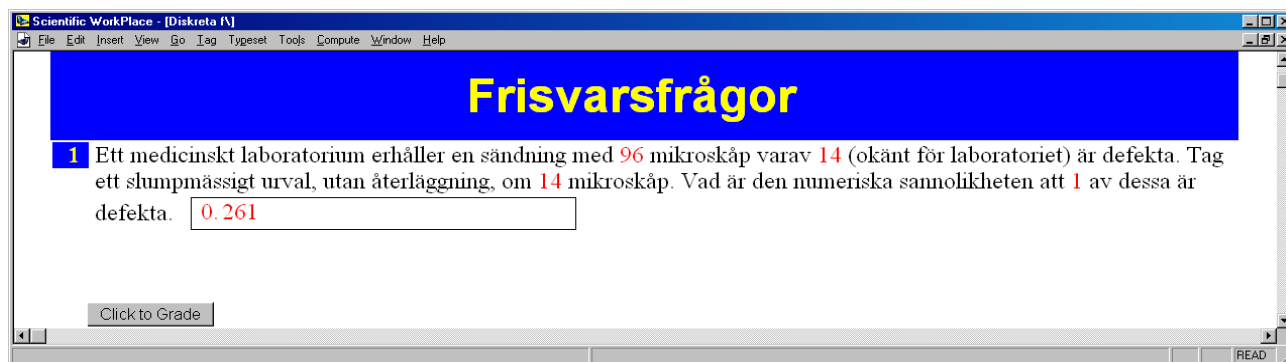 Scientific WorkPlace - [Diskreta f\]
File Edit Insert View Go Tag Typeset Tools Compute Window Help
Frisvarsfrågor
1 Ett medicinskt laboratorium erhåller en sändning med 96 mikroskåp varav 14 (okänt för laboratoriet) är defekta. Tag
ett slumpmässigt urval, utan återläggning, om 14 mikroskåp. Vad är den numeriska sannolikheten att 1 av dessa är
defekta. 0.261
Click to Grade
READ